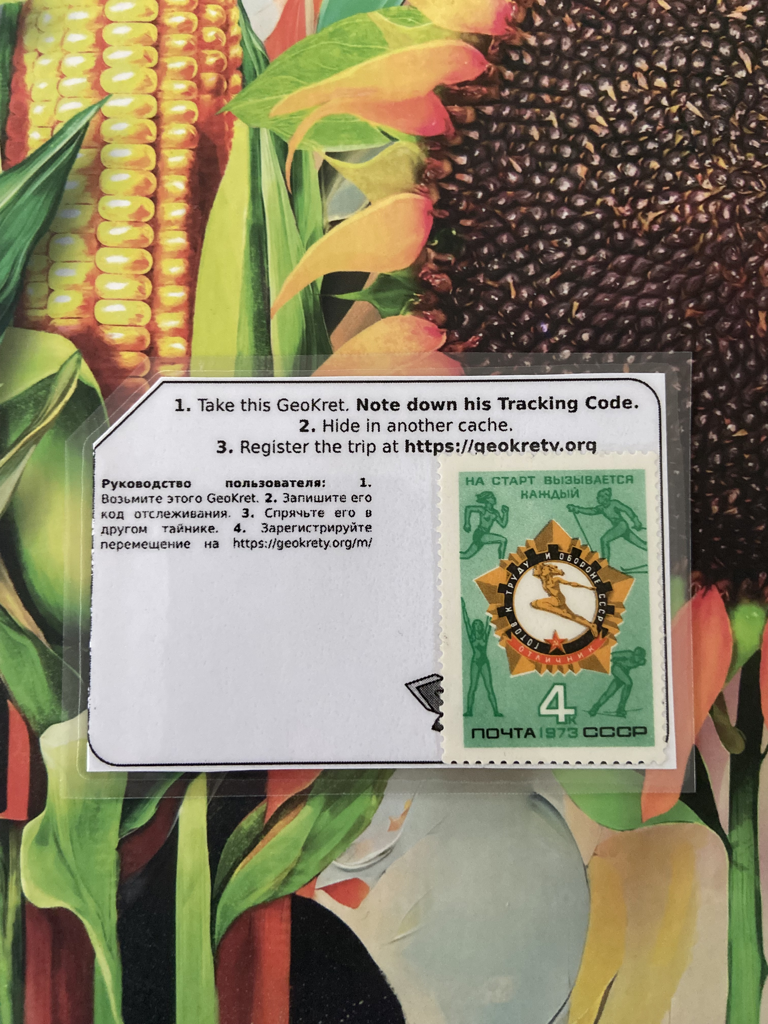 1. Take this GeoKret. Note down his Tracking Code.
2. Hide in another cache.
3. Register the trip at https://geokrety.org
Руководство пользователя: 1.
Возьмите этого GeoKret. 2. Запишите его
код отслеживания. 3. Спрячьте его в
другом тайнике. 4. Зарегистрируйте
перемещение на https://geokrety.org/m/
НА СТАРТ ВЫЗЫВАЕТСЯ
КАЖДЫЙ
ГОТОВ К ТРУДУ И ОБОРОНЕ СССР
ОТЛИЧНИК
4к
ПОЧТА 1973 СССР